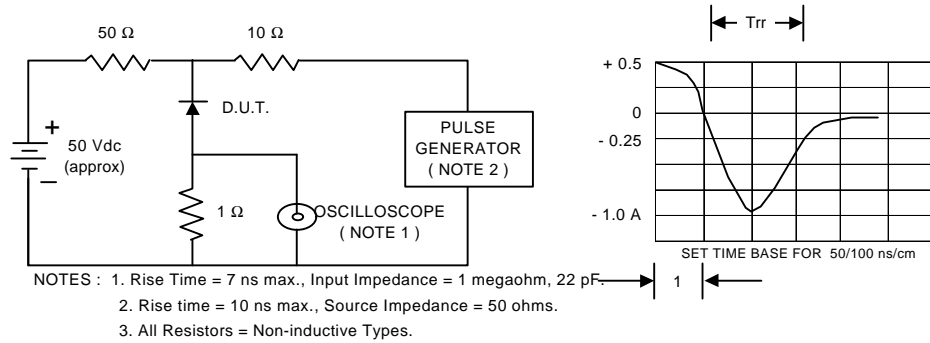 50 Ω
10 Ω
D.U.T.
+
50 Vdc
(approx)
−
1 Ω
PULSE
GENERATOR
( NOTE 2 )
OSCILLOSCOPE
( NOTE 1 )
Trr
+ 0.5
0
- 0.25
- 1.0 A
SET TIME BASE FOR 50/100 ns/cm
1
NOTES : 1. Rise Time = 7 ns max., Input Impedance = 1 megaohm, 22 pF.
2. Rise time = 10 ns max., Source Impedance = 50 ohms.
3. All Resistors = Non-inductive Types.